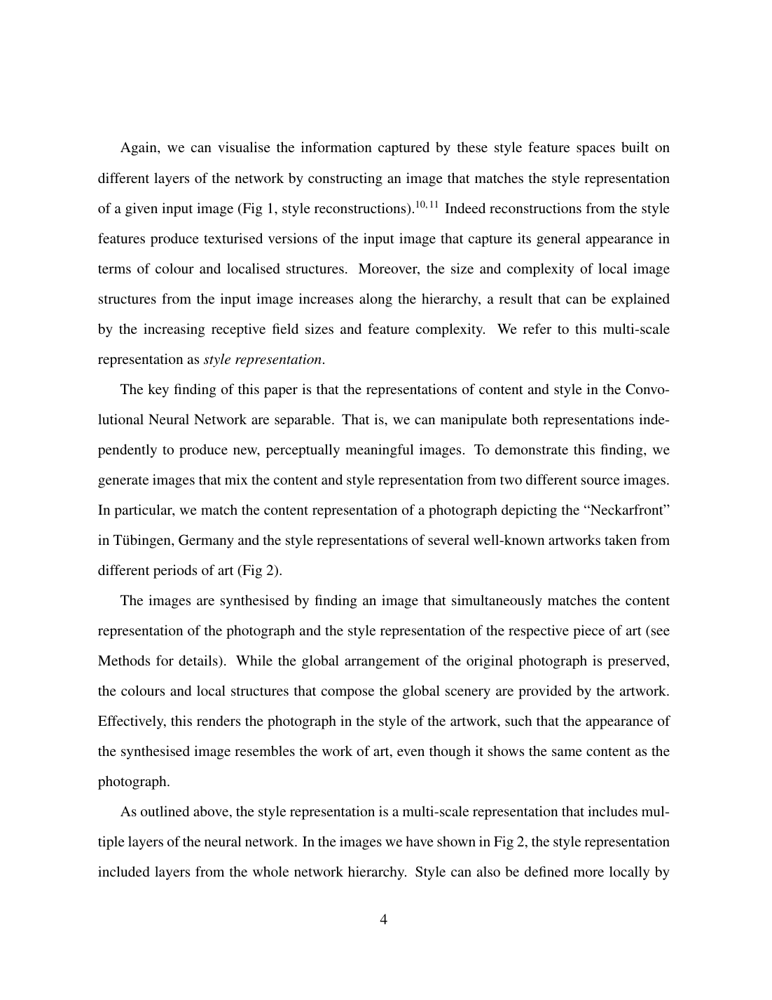 Again, we can visualise the information captured by these style feature spaces built on
different layers of the network by constructing an image that matches the style representation
of a given input image (Fig 1, style reconstructions).10,11 Indeed reconstructions from the style
features produce texturised versions of the input image that capture its general appearance in
terms of colour and localised structures. Moreover, the size and complexity of local image
structures from the input image increases along the hierarchy, a result that can be explained
by the increasing receptive field sizes and feature complexity. We refer to this multi-scale
representation as style representation.
The key finding of this paper is that the representations of content and style in the Convo-
lutional Neural Network are separable. That is, we can manipulate both representations inde-
pendently to produce new, perceptually meaningful images. To demonstrate this finding, we
generate images that mix the content and style representation from two different source images.
In particular, we match the content representation of a photograph depicting the “Neckarfront”
in Tübingen, Germany and the style representations of several well-known artworks taken from
different periods of art (Fig 2).
The images are synthesised by finding an image that simultaneously matches the content
representation of the photograph and the style representation of the respective piece of art (see
Methods for details). While the global arrangement of the original photograph is preserved,
the colours and local structures that compose the global scenery are provided by the artwork.
Effectively, this renders the photograph in the style of the artwork, such that the appearance of
the synthesised image resembles the work of art, even though it shows the same content as the
photograph.
As outlined above, the style representation is a multi-scale representation that includes mul-
tiple layers of the neural network. In the images we have shown in Fig 2, the style representation
included layers from the whole network hierarchy. Style can also be defined more locally by
4